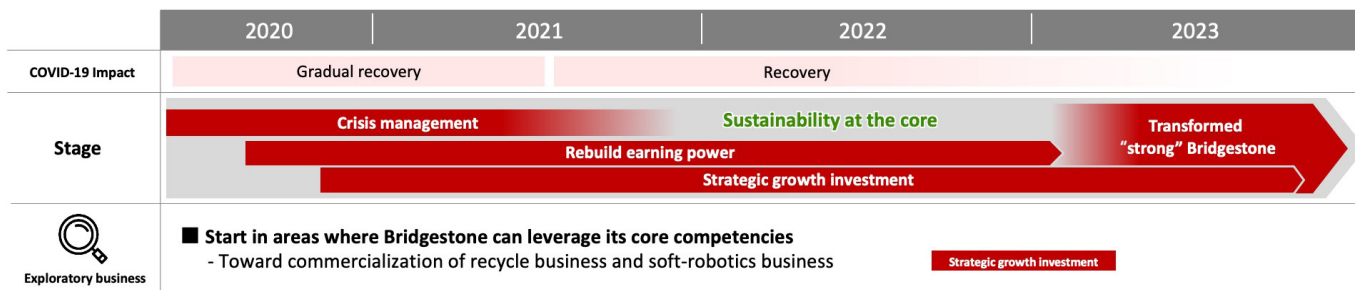 2020 2021 2022 2023
COVID-19 Impact Gradual recovery Recovery
Stage
Crisis management Sustainability at the core
Rebuild earning power
Strategic growth investment
Transformed
“strong” Bridgestone
Exploratory business
■ Start in areas where Bridgestone can leverage its core competencies
- Toward commercialization of recycle business and soft-robotics business
Strategic growth investment